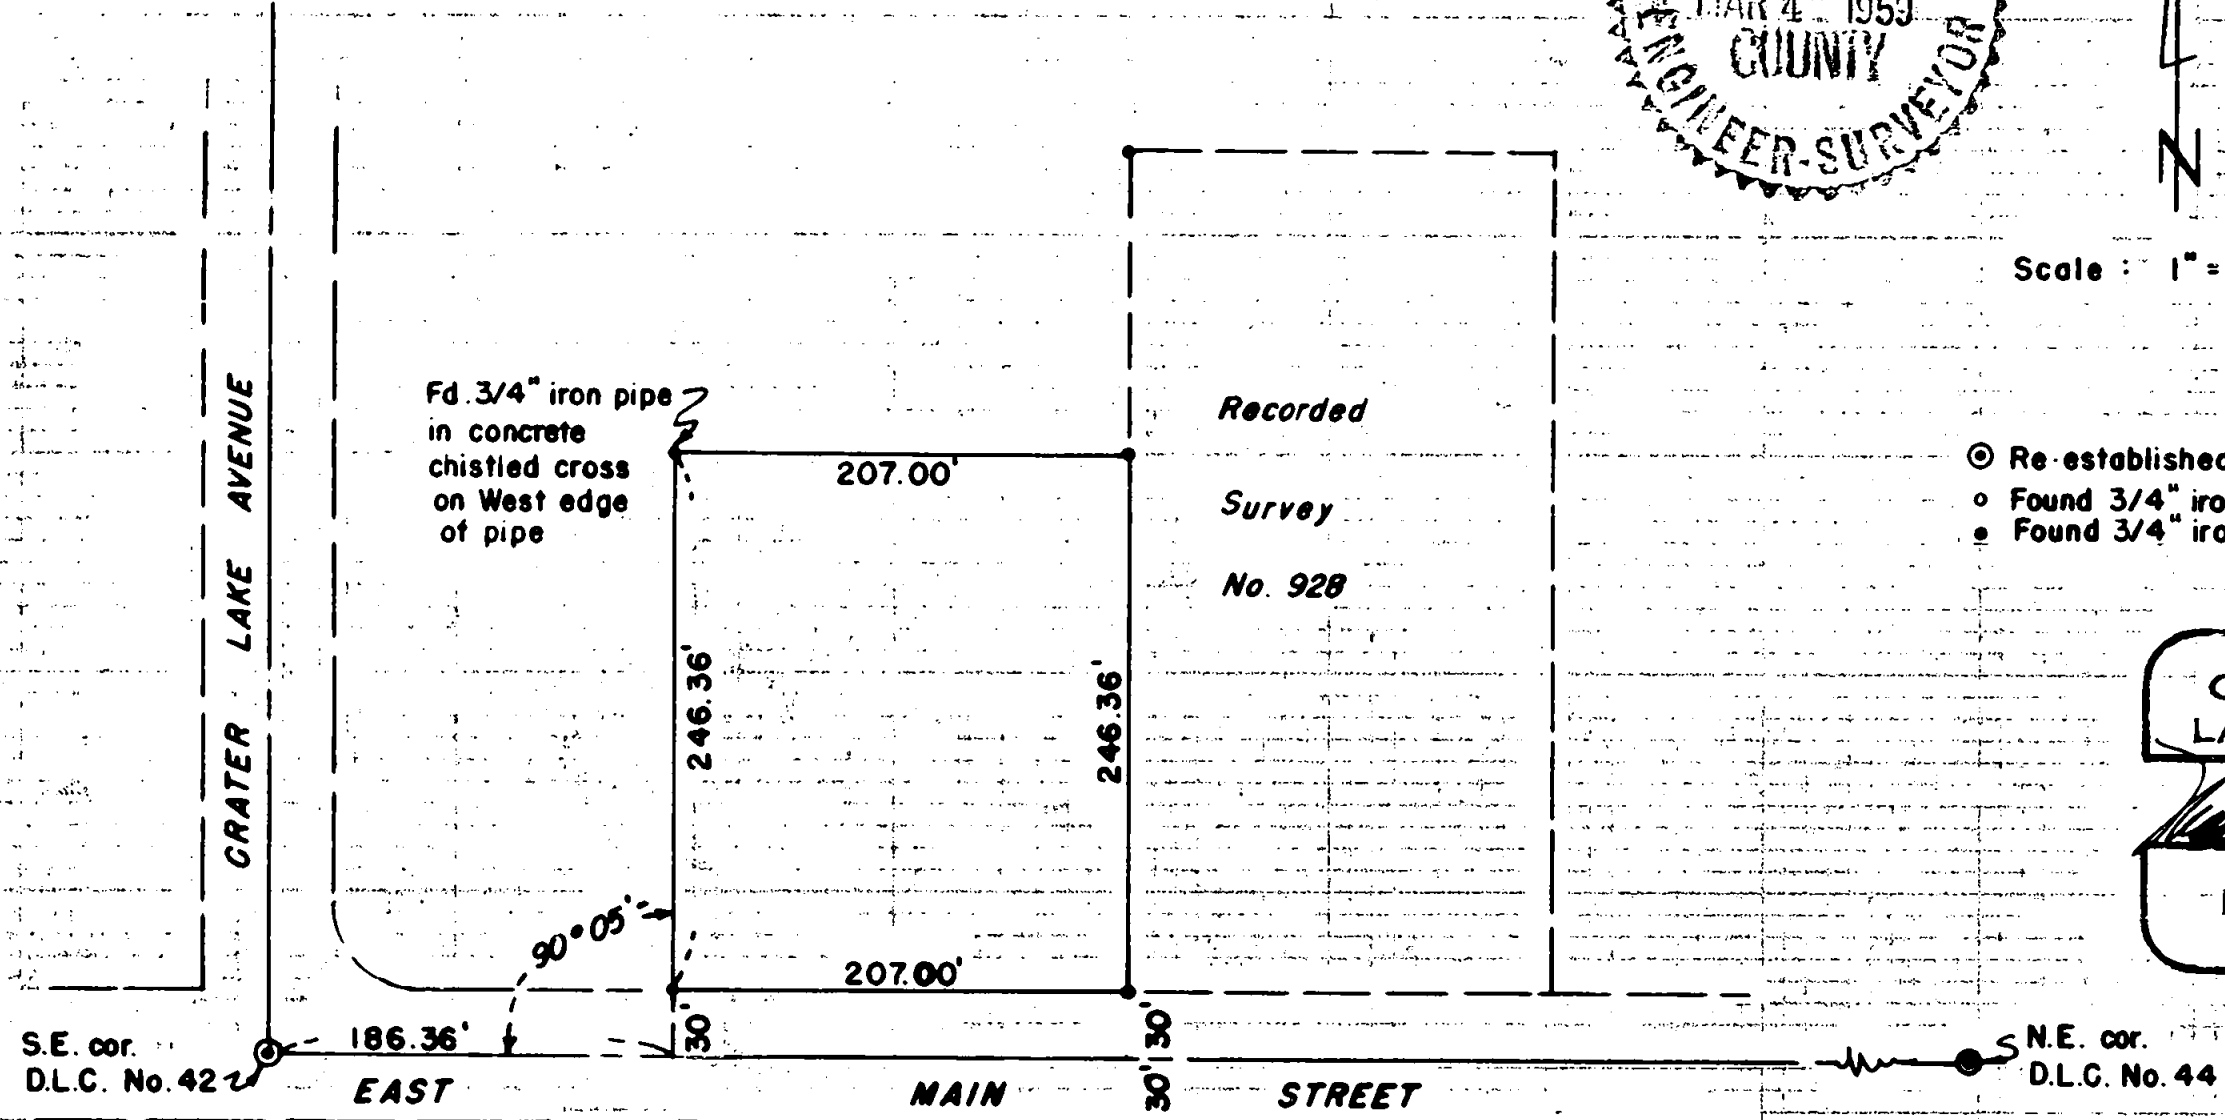 MAR 4 1959
COUNTY
ENGINEER-SURVEYOR
N
Scale : 1" =
Fd. 3/4" iron pipe
in concrete
chistled cross
on West edge
of pipe
207.00'
Recorded
Survey
No. 928
Re-established
Found 3/4" iro
Found 3/4" iro
CRATER LAKE AVENUE
246.36'
246.36'
90°05'
207.00'
30'
30'
30'
186.36'
S.E. cor.
D.L.C. No. 42
EAST MAIN STREET
N.E. cor.
D.L.C. No. 44
LA